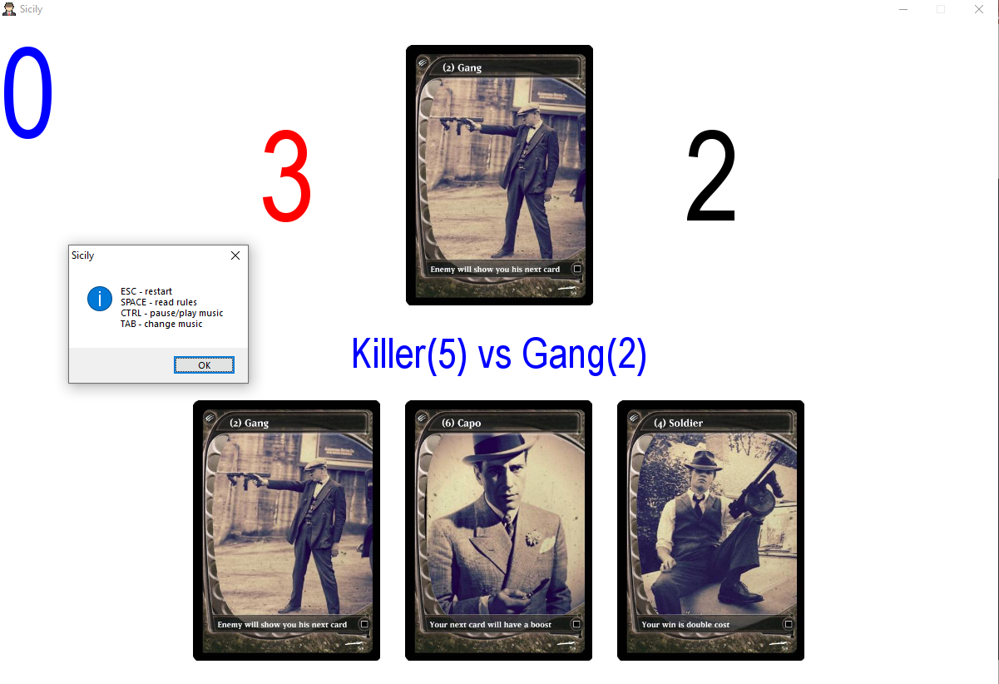 Sicily
0
(2) Gang
3
2
Enemy will show you his next card
Sicily
ESC - restart
SPACE - read rules
CTRL - pause/play music
TAB - change music
OK
Killer(5) vs Gang(2)
(2) Gang
(6) Capo
(4) Soldier
Enemy will show you his next card
Your next card will have a boost
Your win is double cost